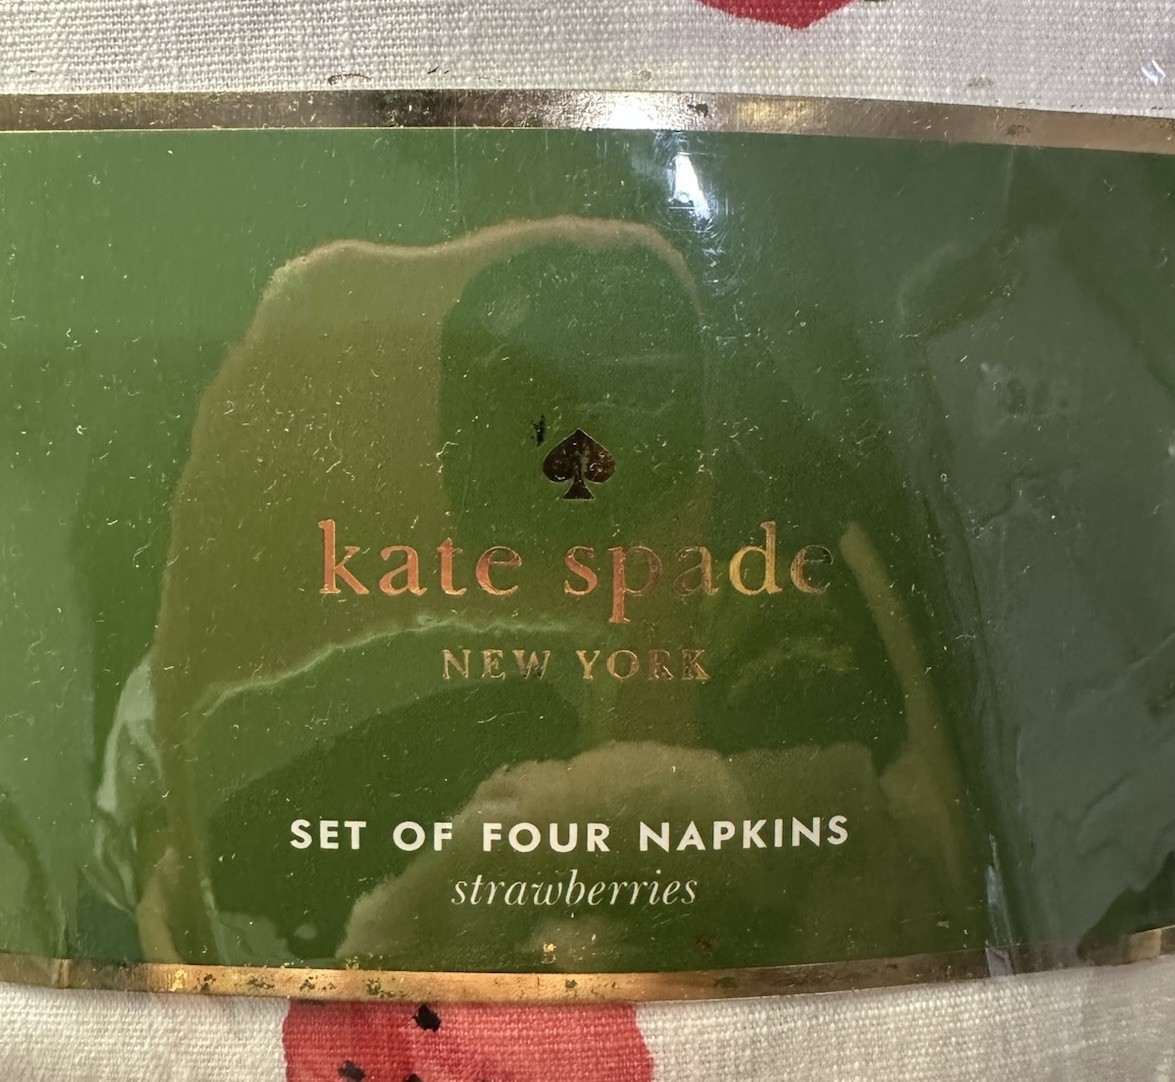 kate spade
NEW YORK
SET OF FOUR NAPKINS
strawberries